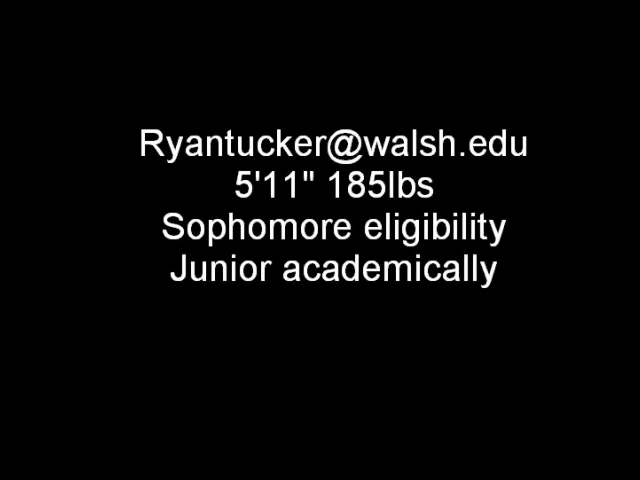 Ryantucker@walsh.edu
5'11" 185lbs
Sophomore eligibility
Junior academically